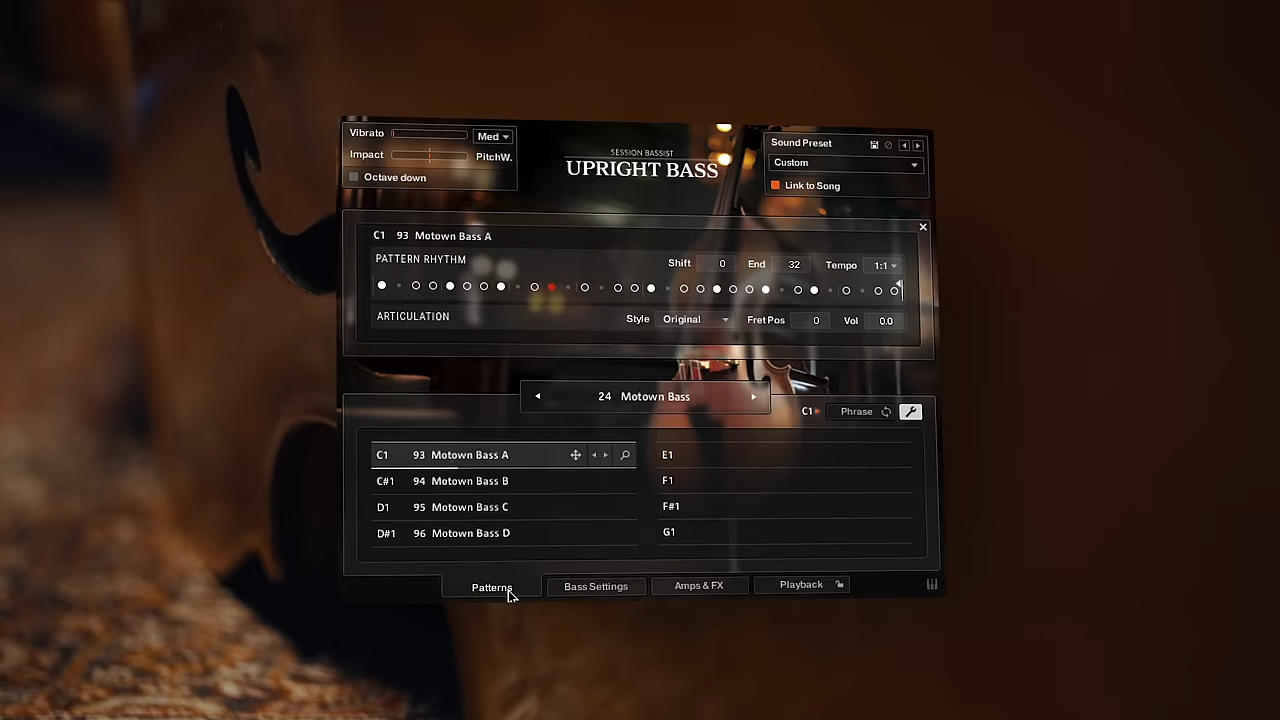 Vibrato Med
Impact PitchW.
Octave down
SESSION BASSIST
UPRIGHT BASS
Sound Preset
Custom
Link to Song
C1 93 Motown Bass A
PATTERN RHYTHM Shift 0 End 32 Tempo 1:1
ARTICULATION Style Original Fret Pos 0 Vol 0.0
24 Motown Bass
C1 Phrase
C1 93 Motown Bass A
C#1 94 Motown Bass B
D1 95 Motown Bass C
D#1 96 Motown Bass D
E1
F1
F#1
G1
Patterns Bass Settings Amps & FX Playback